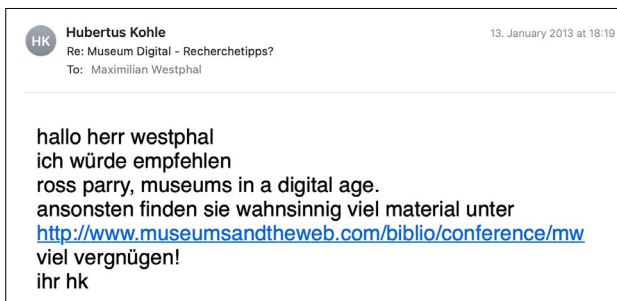 HK
Hubertus Kohle
13. January 2013 at 18:19
Re: Museum Digital - Recherchetipps?
To: Maximilian Westphal
hallo herr westphal
ich würde empfehlen
ross parry, museums in a digital age.
ansonsten finden sie wahnsinnig viel material unter
http://www.museumsandtheweb.com/biblio/conference/mw
viel vergnügen!
ihr hk